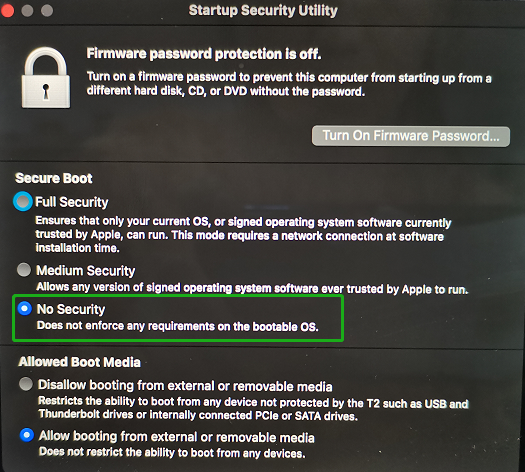 Startup Security Utility
Firmware password protection is off.
Turn on a firmware password to prevent this computer from starting up from a
different hard disk, CD, or DVD without the password.
Turn On Firmware Password...
Secure Boot
Full Security
Ensures that only your current OS, or signed operating system software currently
trusted by Apple, can run. This mode requires a network connection at software
installation time.
Medium Security
Allows any version of signed operating system software ever trusted by Apple to run.
No Security
Does not enforce any requirements on the bootable OS.
Allowed Boot Media
Disallow booting from external or removable media
Restricts the ability to boot from any device not protected by the T2 such as USB and
Thunderbolt drives or internally connected PCIe or SATA drives.
Allow booting from external or removable media
Does not restrict the ability to boot from any devices.